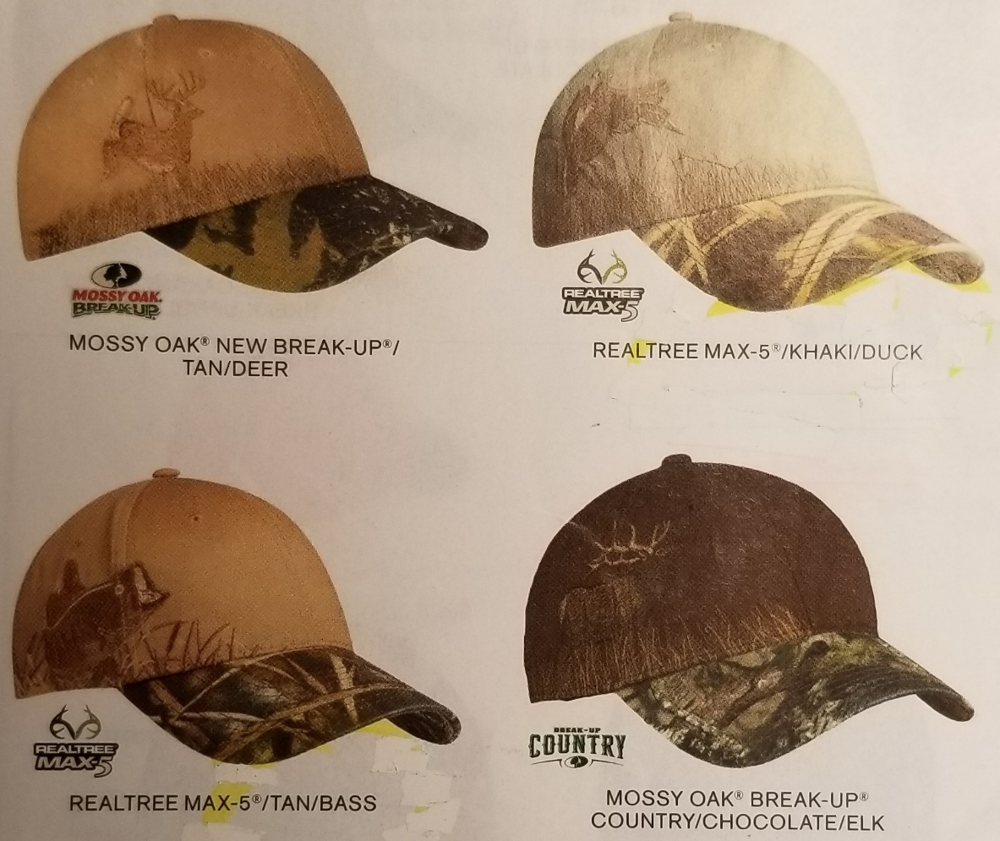 MOSSY OAK.
BREAK-UP.
MOSSY OAK® NEW BREAK-UP®/
TAN/DEER
REALTREE
MAX-5
REALTREE MAX-5®/KHAKI/DUCK
REALTREE
MAX-5
REALTREE MAX-5®/TAN/BASS
BREAK-UP
COUNTRY
MOSSY OAK® BREAK-UP®
COUNTRY/CHOCOLATE/ELK